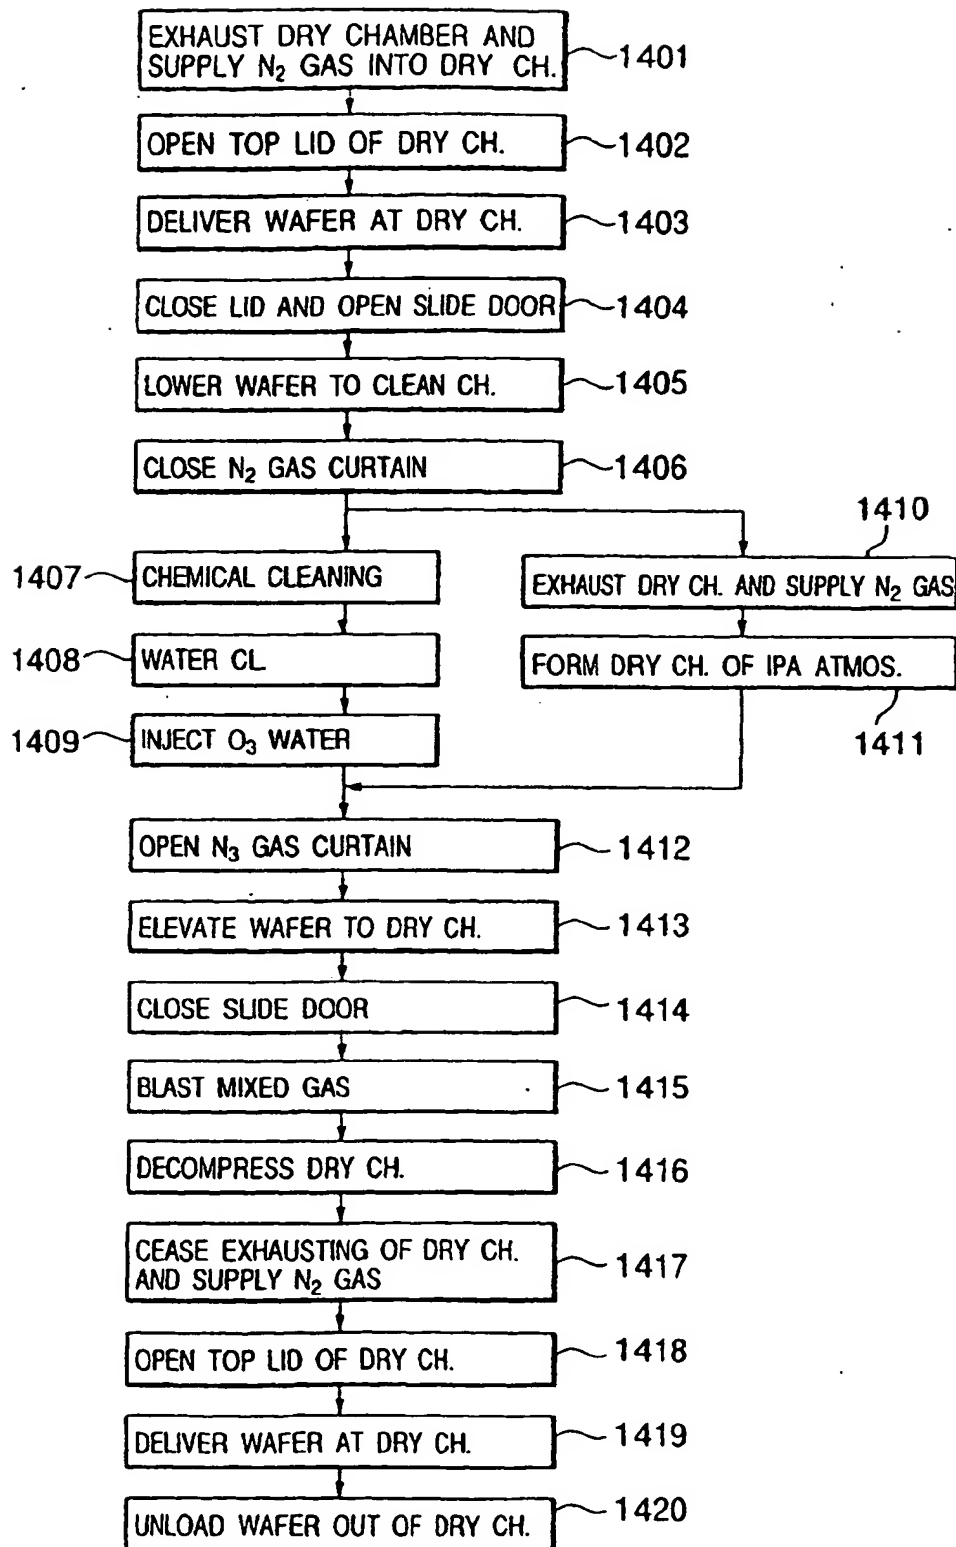 EXHAUST DRY CHAMBER AND
SUPPLY N₂ GAS INTO DRY CH.
1401
OPEN TOP LID OF DRY CH.
1402
DELIVER WAFER AT DRY CH.
1403
CLOSE LID AND OPEN SLIDE DOOR
1404
LOWER WAFER TO CLEAN CH.
1405
CLOSE N₂ GAS CURTAIN
1406
1407
CHEMICAL CLEANING
1408
WATER CL.
1409
INJECT O₃ WATER
1410
EXHAUST DRY CH. AND SUPPLY N₂ GAS
FORM DRY CH. OF IPA ATMOS.
1411
OPEN N₃ GAS CURTAIN
1412
ELEVATE WAFER TO DRY CH.
1413
CLOSE SLIDE DOOR
1414
BLAST MIXED GAS
1415
DECOMPRESS DRY CH.
1416
CEASE EXHAUSTING OF DRY CH.
AND SUPPLY N₂ GAS
1417
OPEN TOP LID OF DRY CH.
1418
DELIVER WAFER AT DRY CH.
1419
UNLOAD WAFER OUT OF DRY CH.
1420